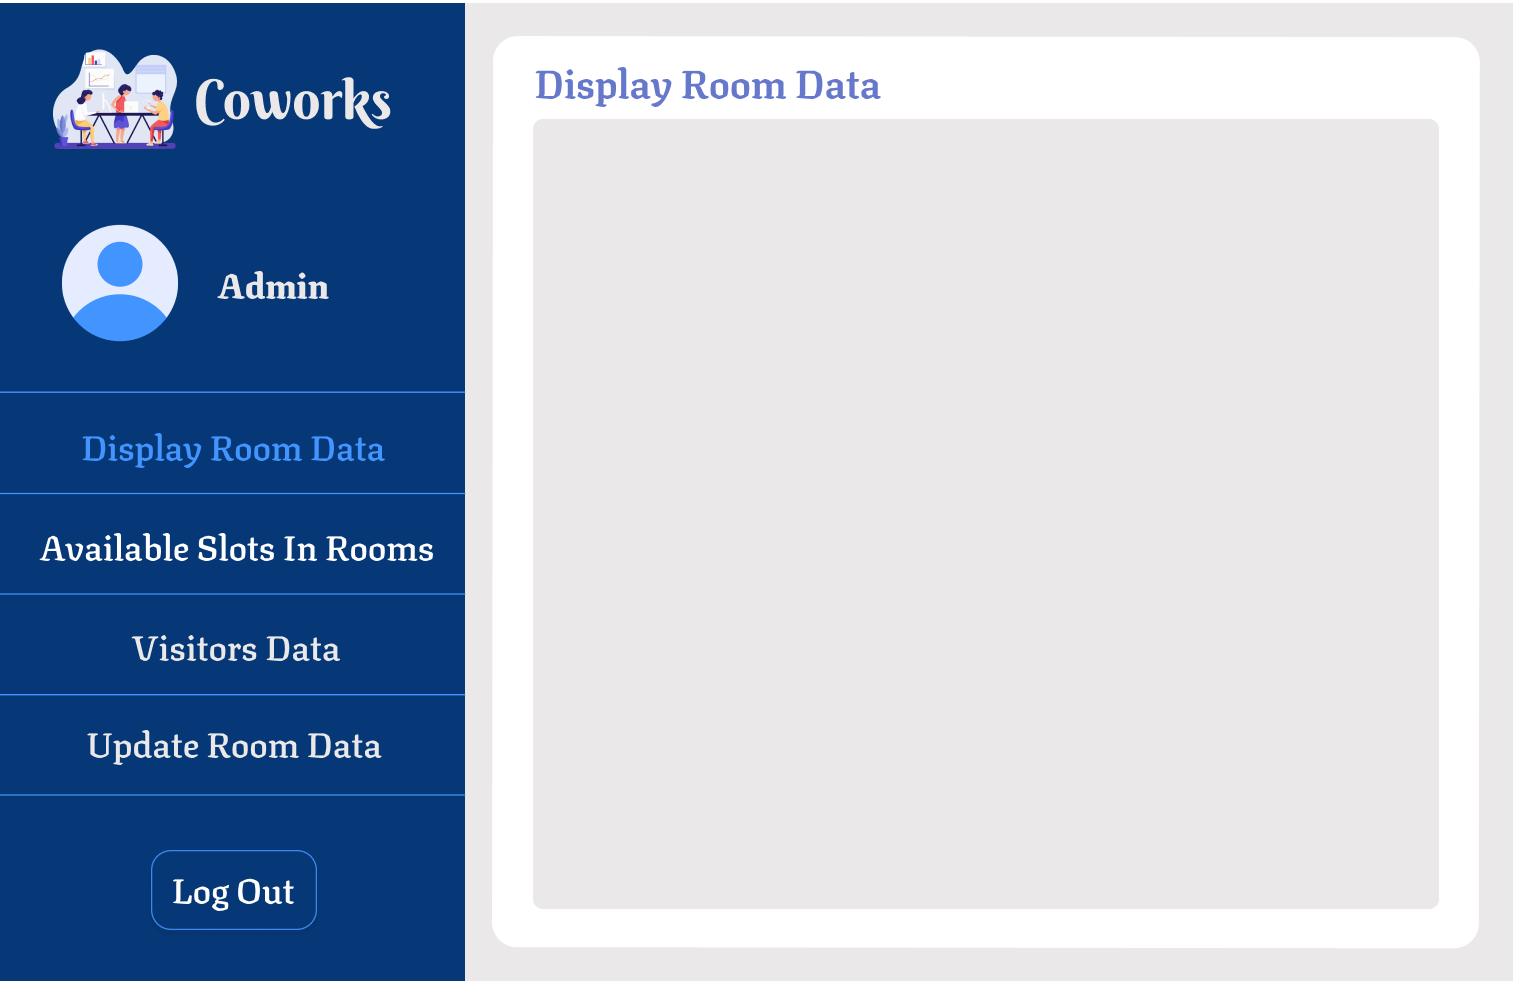 Coworks
Admin
Display Room Data
Available Slots In Rooms
Visitors Data
Update Room Data
Log Out
Display Room Data